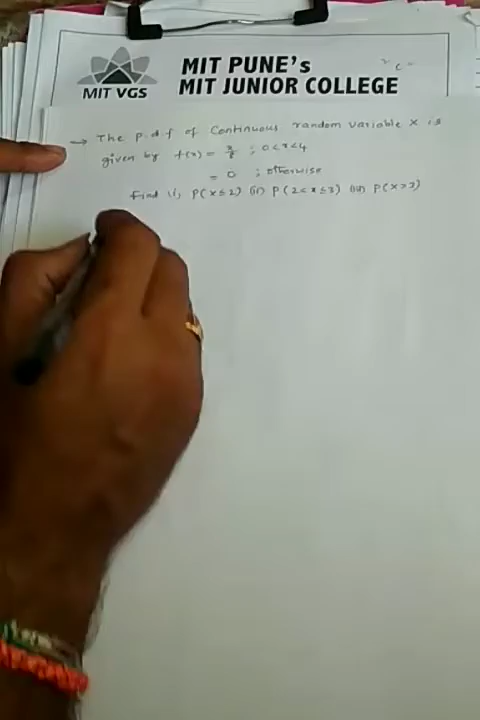 MIT PUNE's
MIT JUNIOR COLLEGE
MIT VGS
→ The p.d.f of Continuous random variable X is
given by f(x) = x/8 ; 0<x<4
= 0 ; otherwise
Find (i) P(x≤2) (ii) P(2<x≤3) (iii) P(x>3)